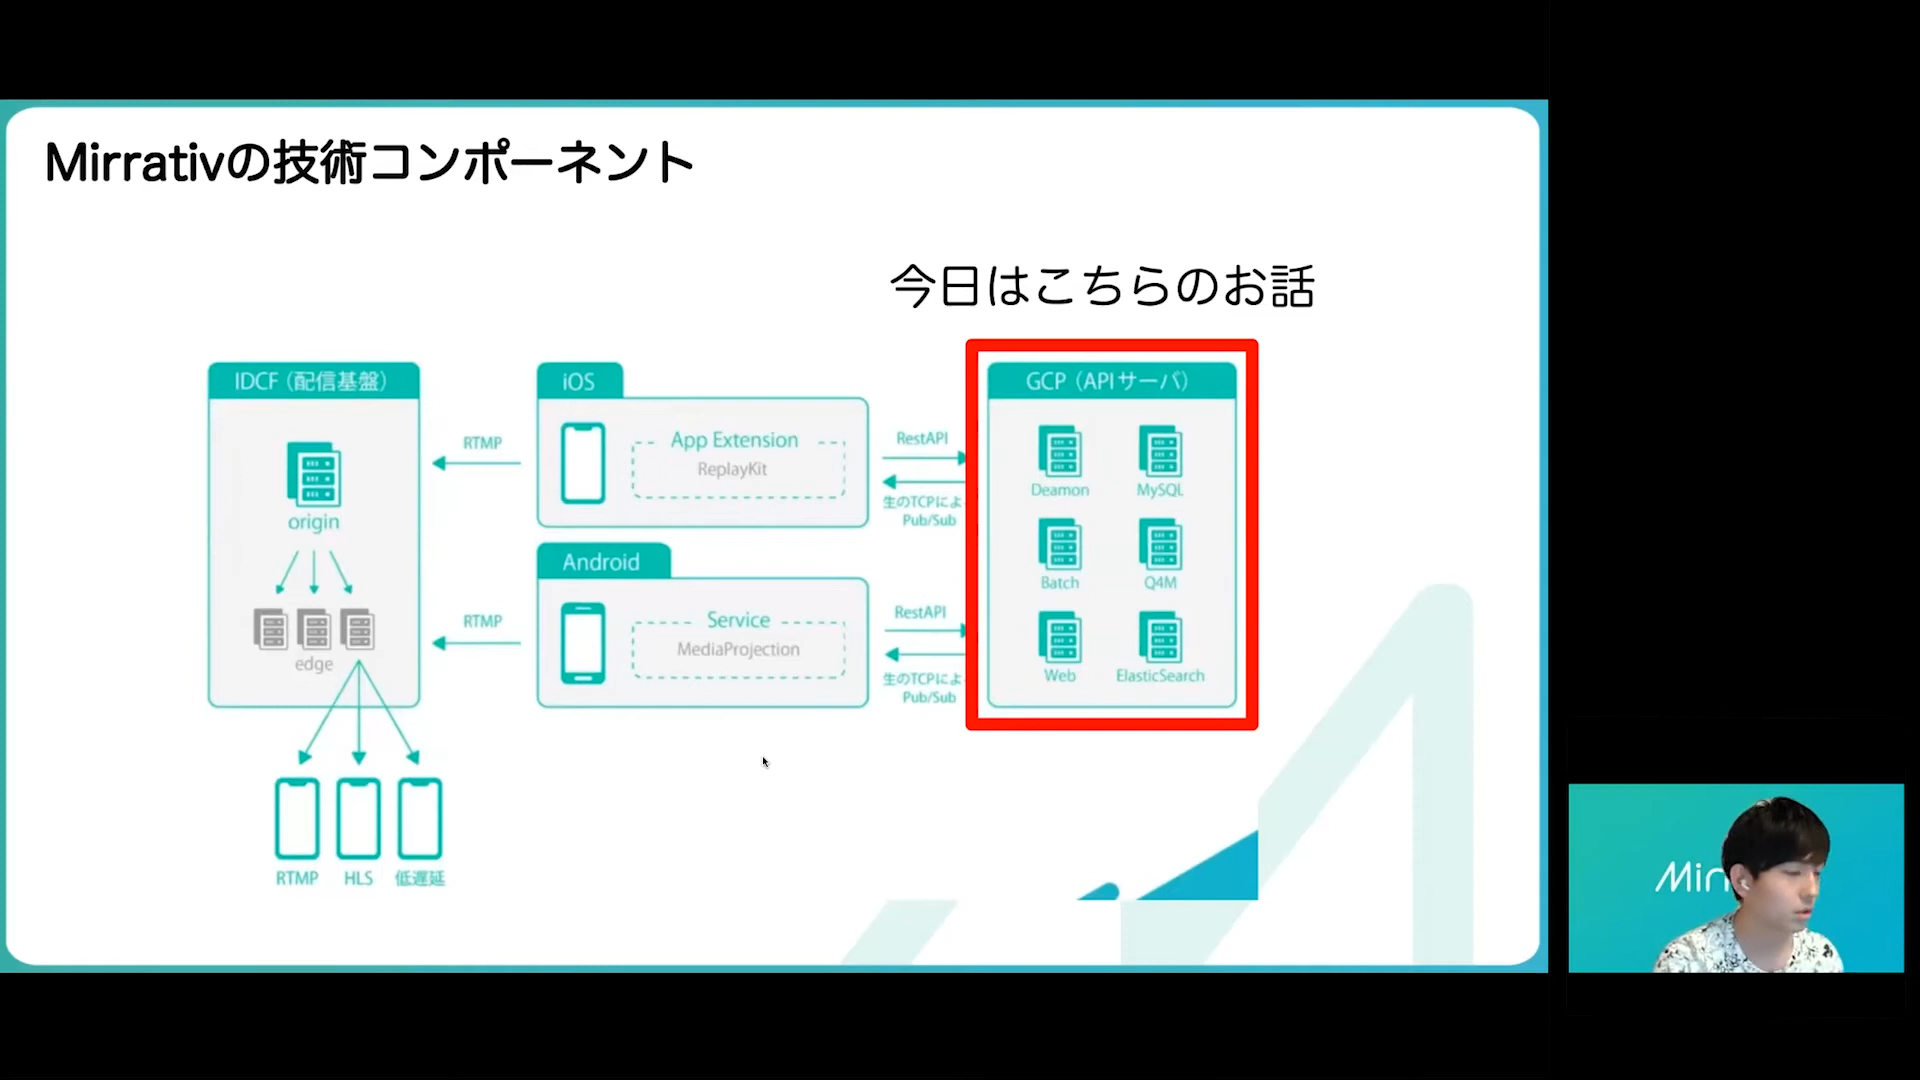 Mirrativの技術コンポーネント
今日はこちらのお話
IDCF（配信基盤）
origin
edge
RTMP
HLS
低遅延
RTMP
RTMP
iOS
App Extension
ReplayKit
Android
Service
MediaProjection
RestAPI
生のTCPによ
Pub/Sub
RestAPI
生のTCPによ
Pub/Sub
GCP（APIサーバ）
Deamon
MySQL
Batch
Q4M
Web
ElasticSearch